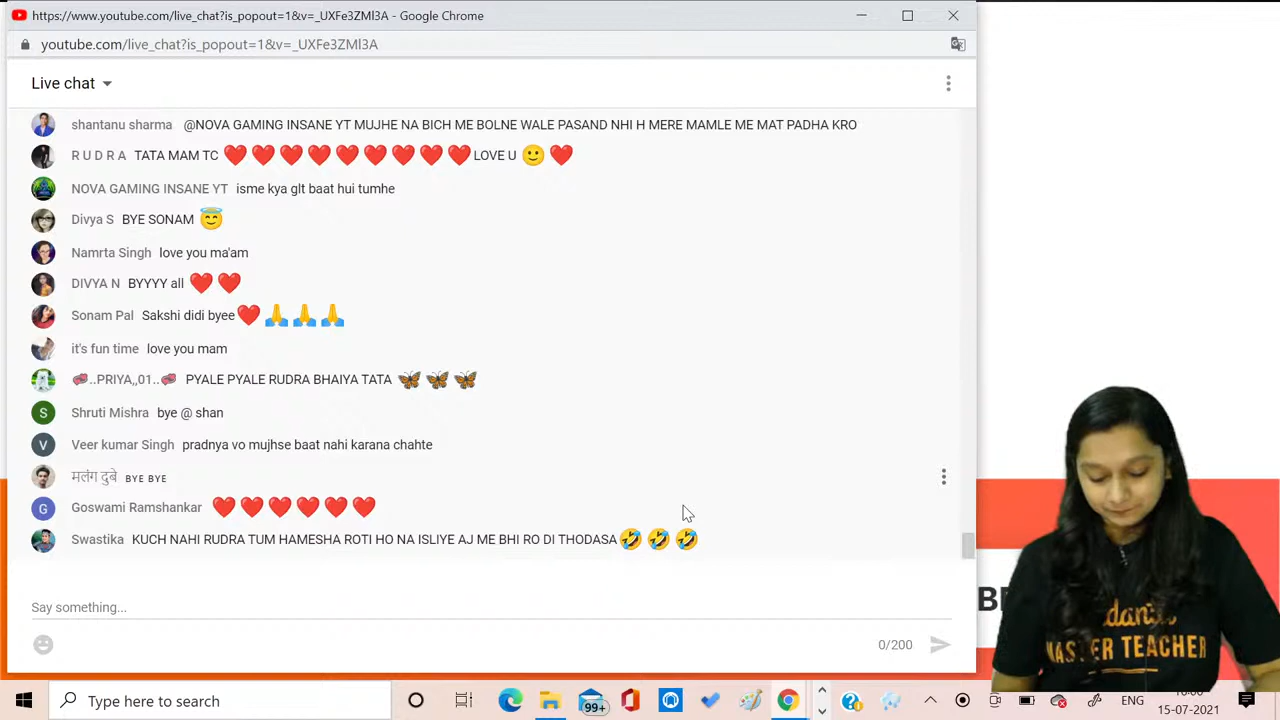 https://www.youtube.com/live_chat?is_popout=1&v=_UXFe3ZMl3A - Google Chrome
youtube.com/live_chat?is_popout=1&v=_UXFe3ZMl3A
Live chat
shantanu sharma @NOVA GAMING INSANE YT MUJHE NA BICH ME BOLNE WALE PASAND NHI H MERE MAMLE ME MAT PADHA KRO
R U D R A TATA MAM TC ❤️❤️❤️❤️❤️❤️❤️❤️❤️LOVE U 🙂❤️
NOVA GAMING INSANE YT isme kya glt baat hui tumhe
Divya S BYE SONAM 😇
Namrta Singh love you ma'am
DIVYA N BYYYY all ❤️❤️
Sonam Pal Sakshi didi byee❤️🙏🙏🙏
it's fun time love you mam
..PRIYA,,01.. PYALE PYALE RUDRA BHAIYA TATA 🦋🦋🦋
S Shruti Mishra bye @ shan
V Veer kumar Singh pradnya vo mujhse baat nahi karana chahte
मलंग दुबे ʙʏᴇ ʙʏᴇ
G Goswami Ramshankar ❤️❤️❤️❤️❤️❤️
Swastika KUCH NAHI RUDRA TUM HAMESHA ROTI HO NA ISLIYE AJ ME BHI RO DI THODASA🤣🤣🤣
Say something...
0/200
MASTER TEACHER
Type here to search
99+
ENG
15-07-2021